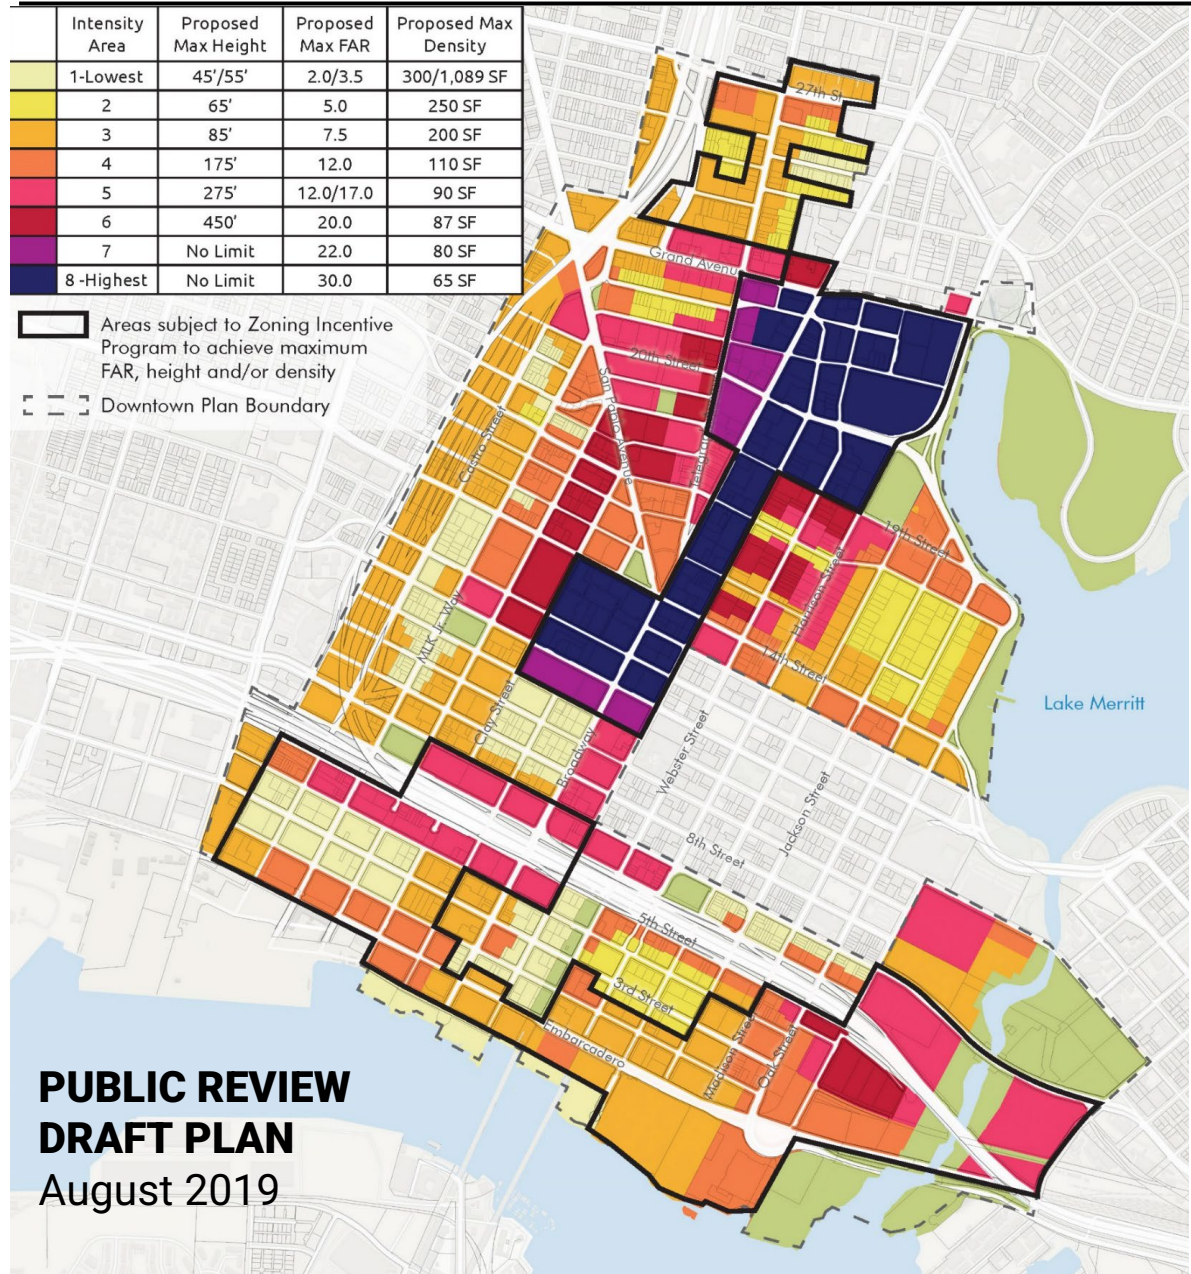 Intensity Area Proposed Max Height Proposed Max FAR Proposed Max Density
1-Lowest 45'/55' 2.0/3.5 300/1,089 SF
2 65' 5.0 250 SF
3 85' 7.5 200 SF
4 175' 12.0 110 SF
5 275' 12.0/17.0 90 SF
6 450' 20.0 87 SF
7 No Limit 22.0 80 SF
8 -Highest No Limit 30.0 65 SF
Areas subject to Zoning Incentive
Program to achieve maximum
FAR, height and/or density
Downtown Plan Boundary
27th St
Grand Avenu
20th Street
San Pablo Avenue
Telegra
Castro Street
19th Street
Harrison Street
14th Street
MLK Jr. Way
Clay Street
Broadway
Webster Street
Jackson Street
8th Street
Lake Merritt
5th Street
3rd Street
Embarcadero
Madison Street
Oak Street
PUBLIC REVIEW
DRAFT PLAN
August 2019